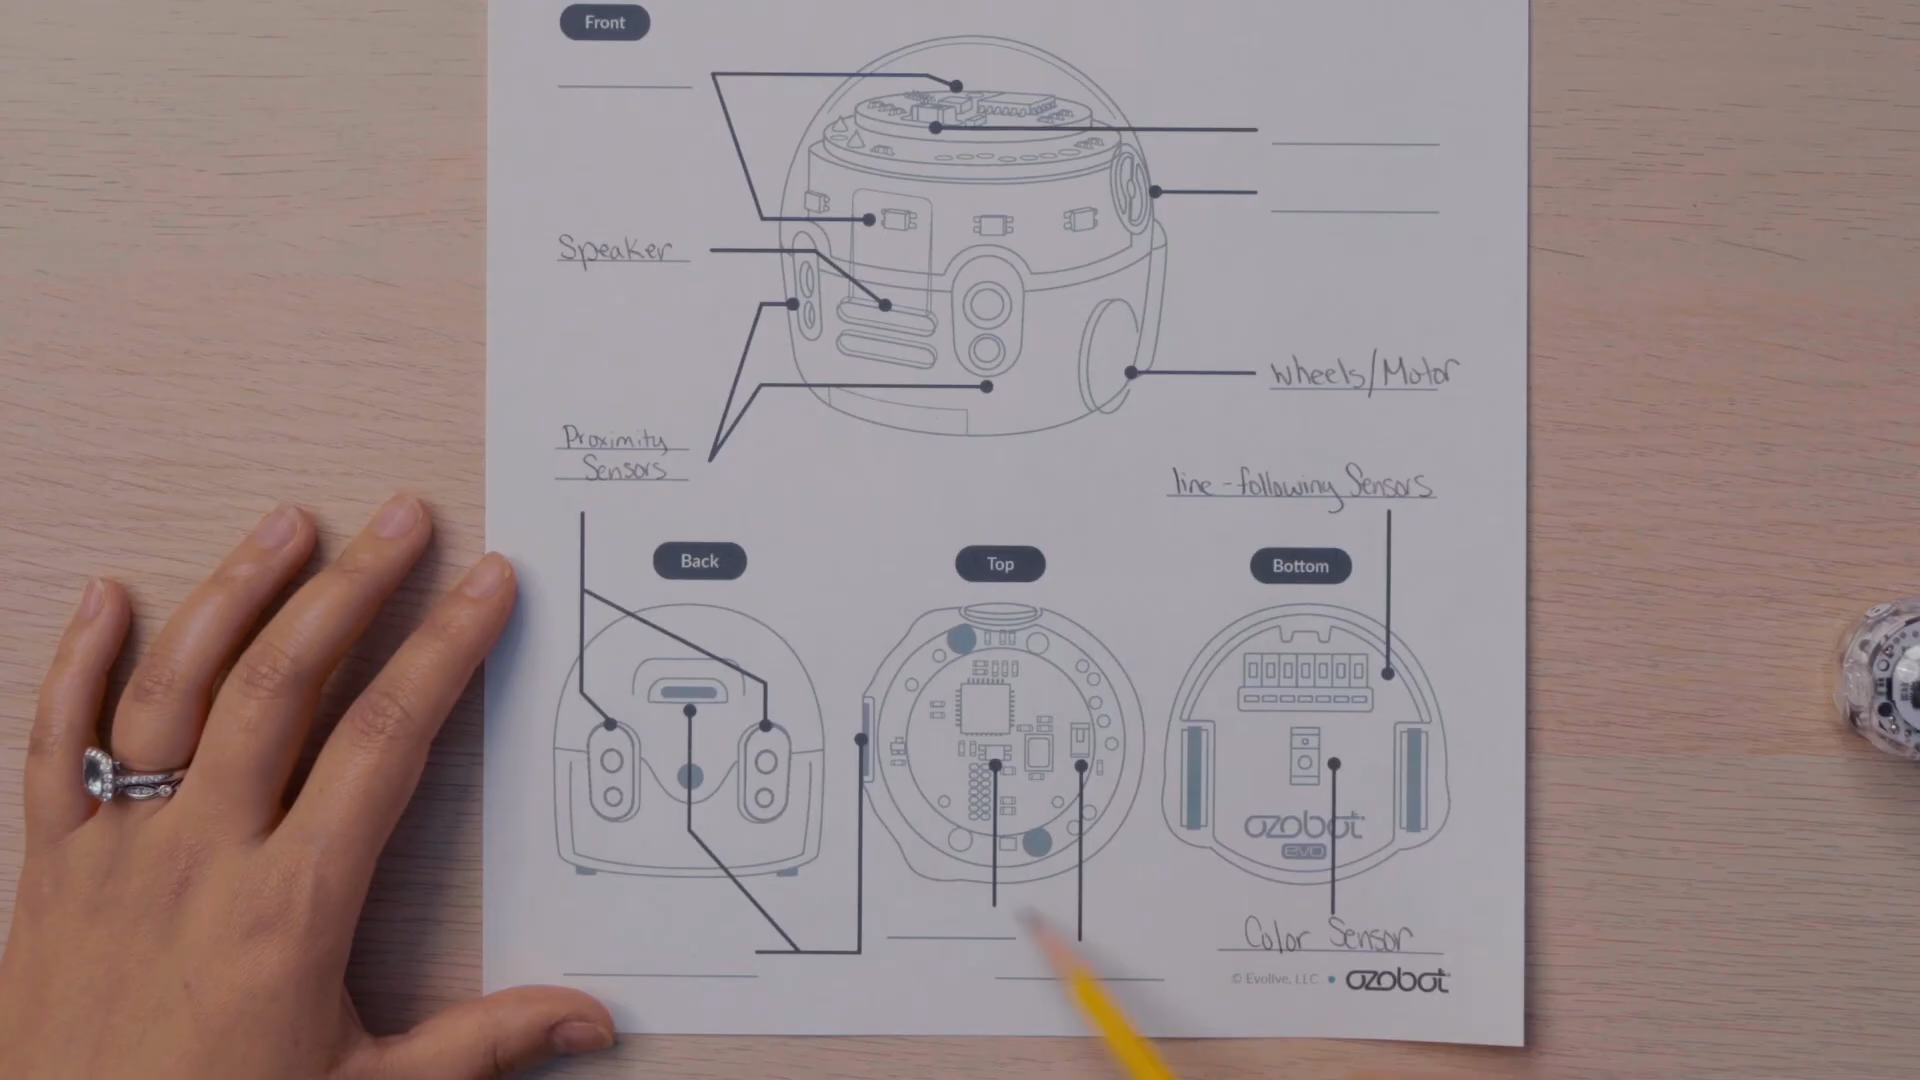 Front
Speaker
Wheels/Motor
Proximity
Sensors
line-following Sensors
Back
Top
Bottom
ozobot
evo
Color Sensor
© Evollve, LLC • ozobot